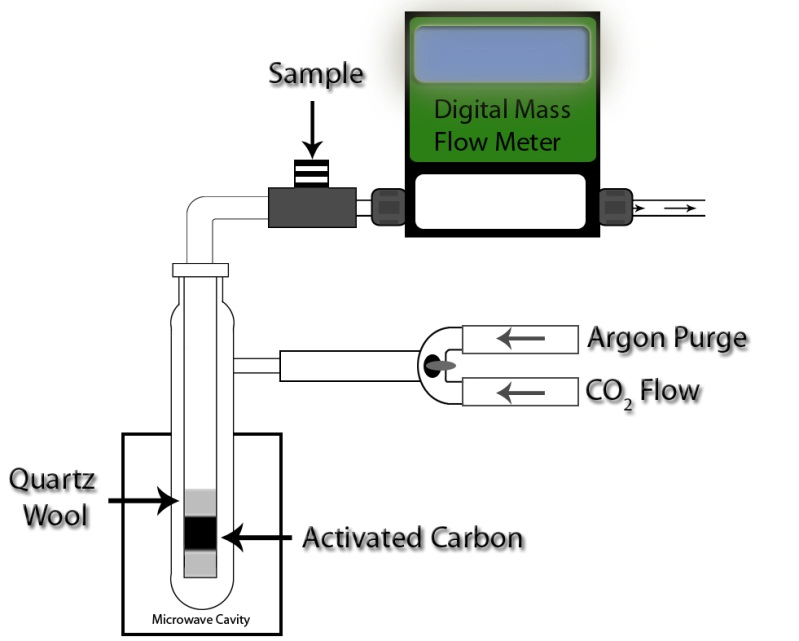 Sample
Digital Mass
Flow Meter
Argon Purge
CO₂ Flow
Quartz
Wool
Activated Carbon
Microwave Cavity